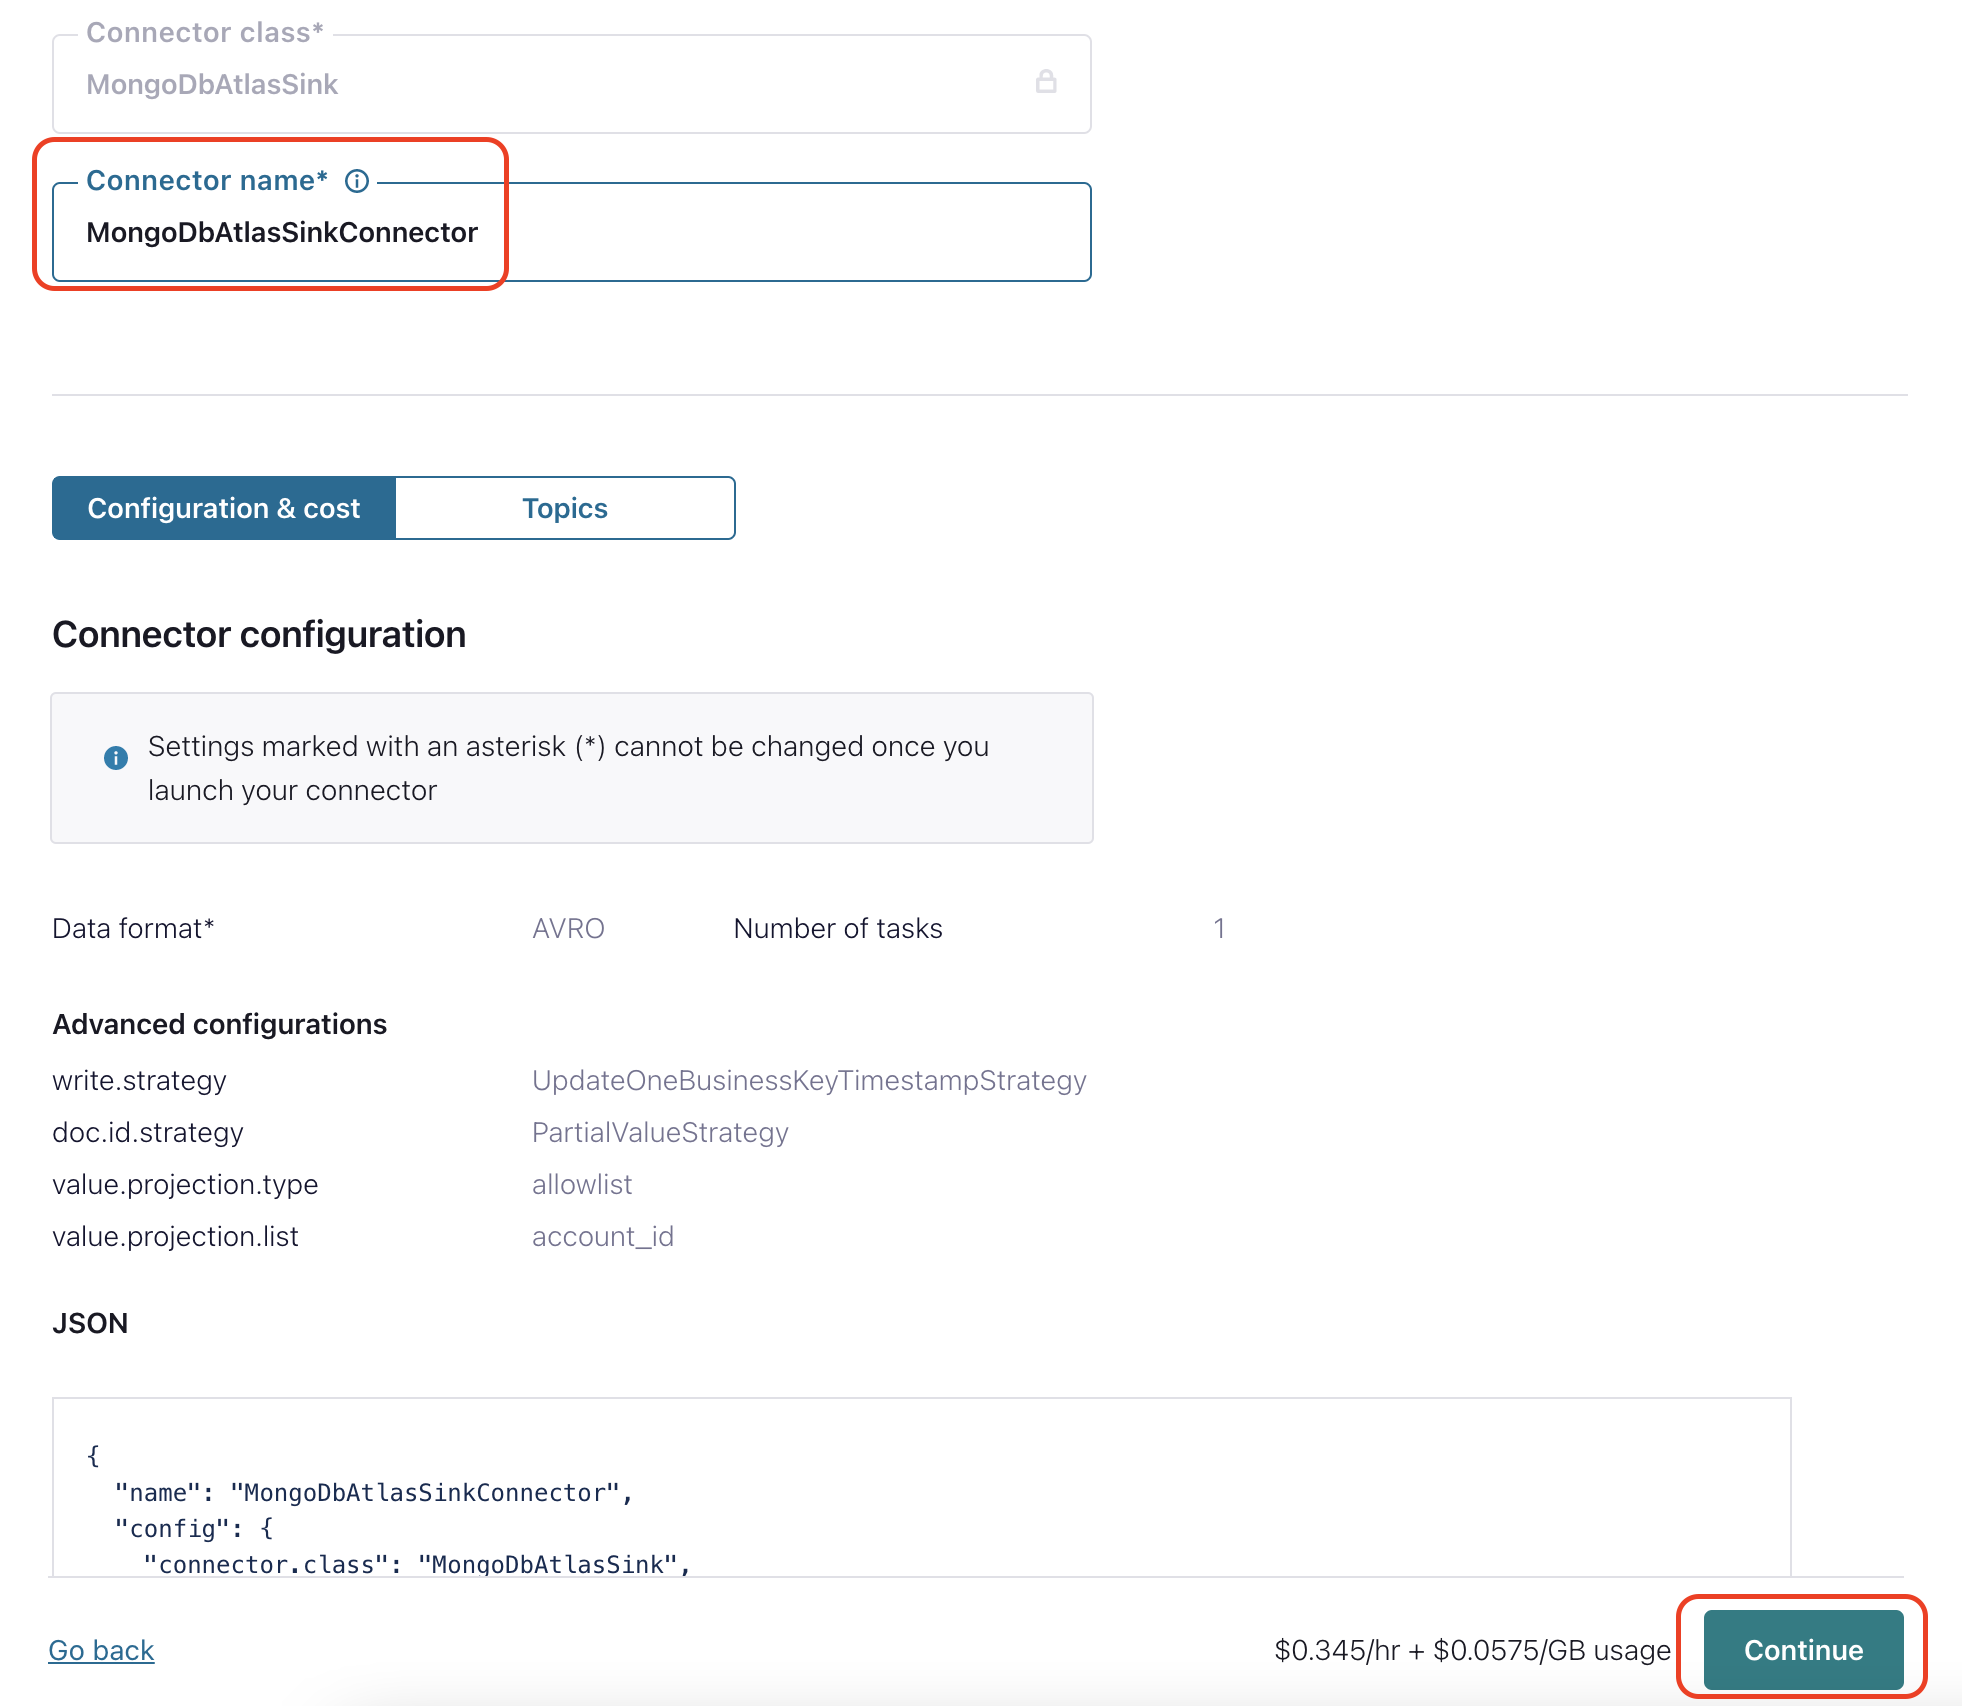 Connector class*
MongoDbAtlasSink
Connector name*
MongoDbAtlasSinkConnector
Configuration & cost
Topics
Connector configuration
Settings marked with an asterisk (*) cannot be changed once you
launch your connector
Data format* AVRO Number of tasks 1
Advanced configurations
write.strategy UpdateOneBusinessKeyTimestampStrategy
doc.id.strategy PartialValueStrategy
value.projection.type allowlist
value.projection.list account_id
JSON
{
"name": "MongoDbAtlasSinkConnector",
"config": {
"connector.class": "MongoDbAtlasSink",
Go back
$0.345/hr + $0.0575/GB usage
Continue